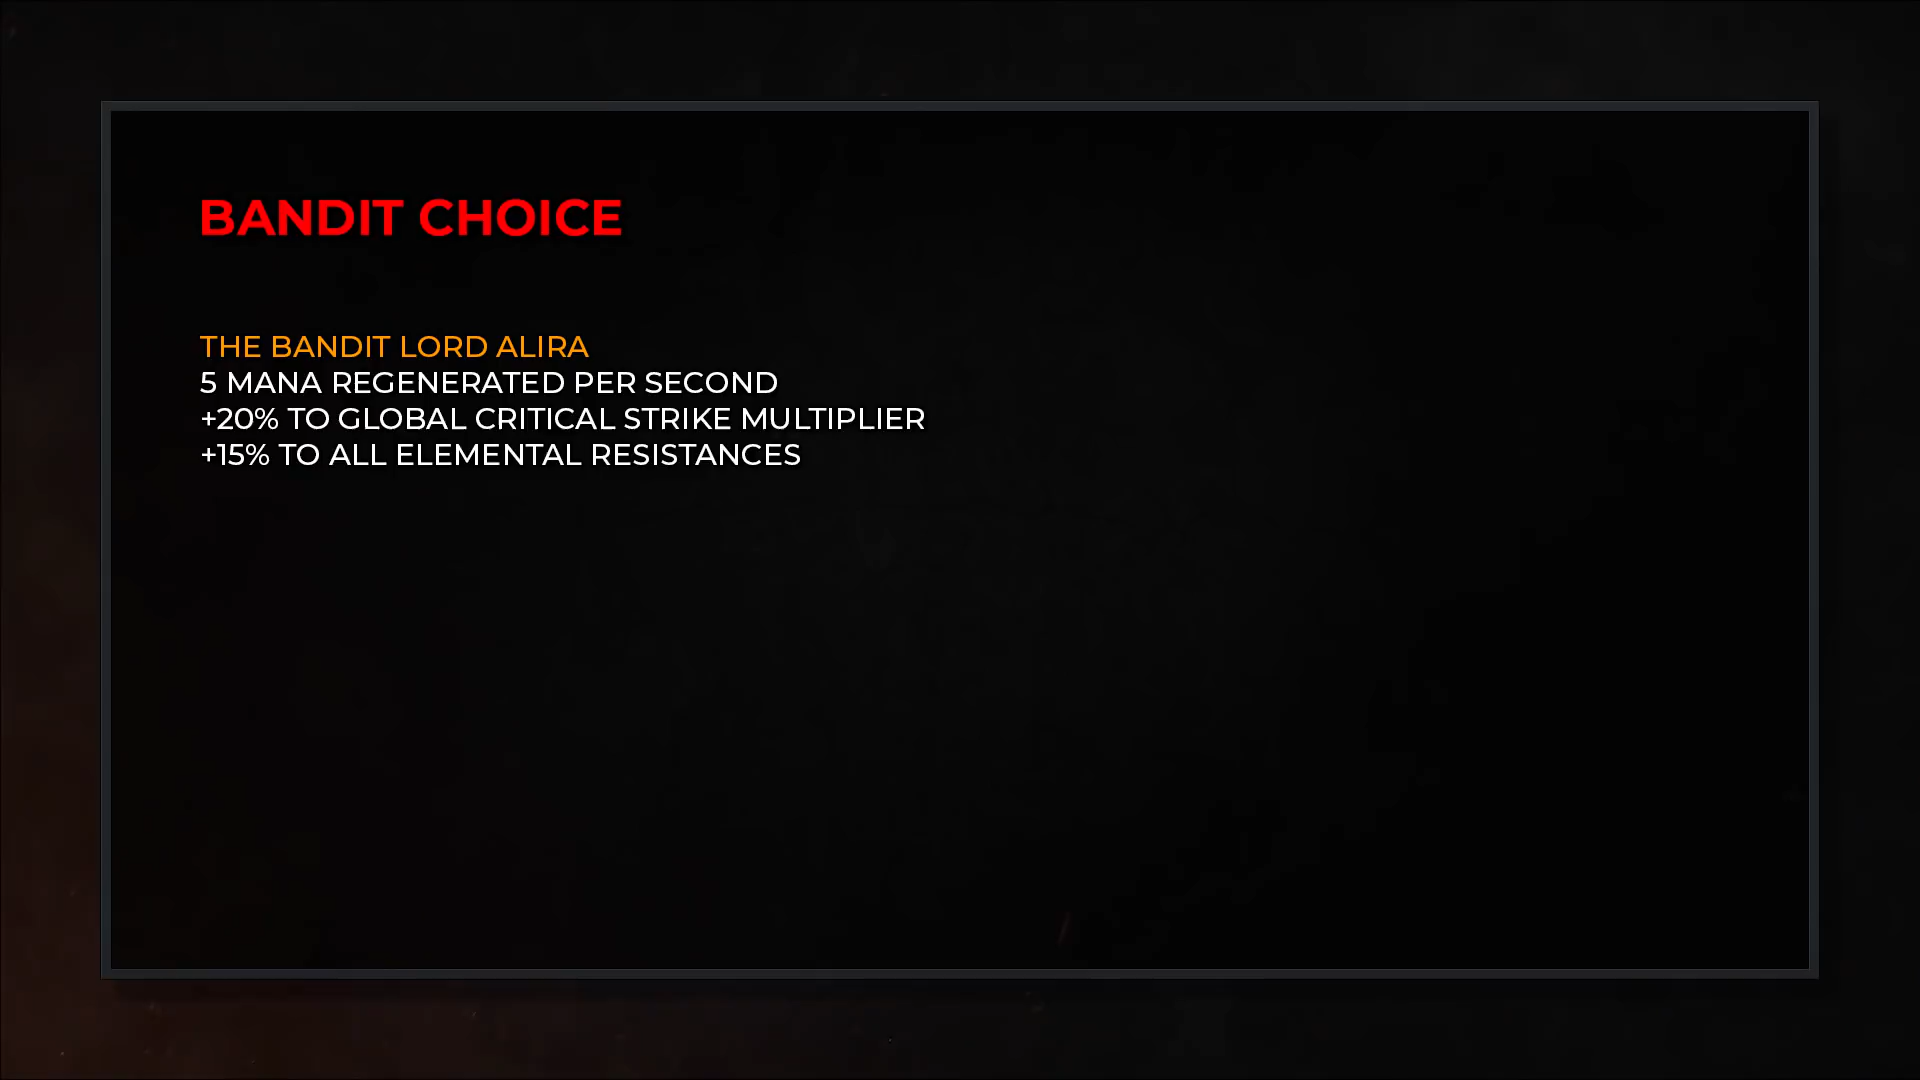 BANDIT CHOICE
THE BANDIT LORD ALIRA
5 MANA REGENERATED PER SECOND
+20% TO GLOBAL CRITICAL STRIKE MULTIPLIER
+15% TO ALL ELEMENTAL RESISTANCES